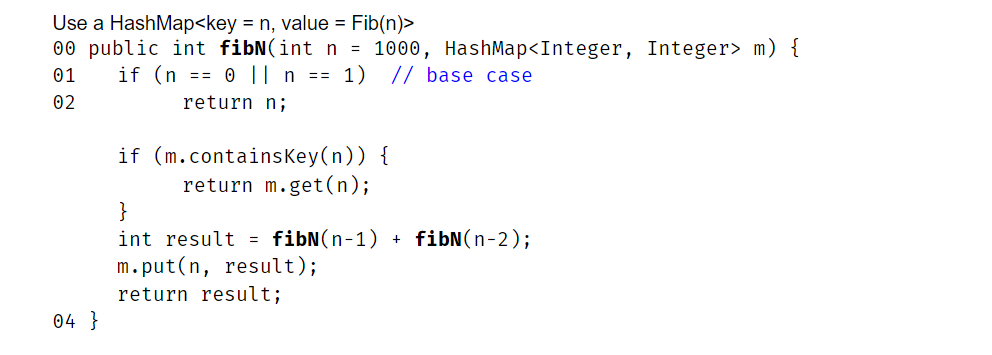 Use a HashMap<key = n, value = Fib(n)>
00 public int fibN(int n = 1000, HashMap<Integer, Integer> m) {
01 if (n == 0 || n == 1) // base case
02 return n;
if (m.containsKey(n)) {
return m.get(n);
}
int result = fibN(n-1) + fibN(n-2);
m.put(n, result);
return result;
04 }